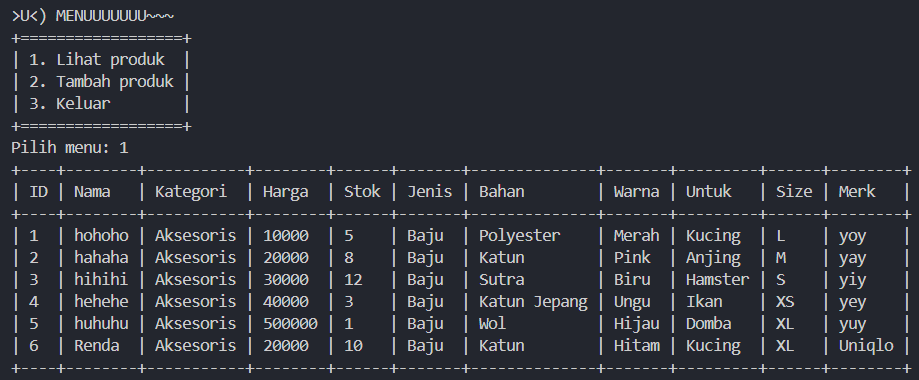 >U<) MENUUUUUUU~~~
+==================+
| 1. Lihat produk  |
| 2. Tambah produk |
| 3. Keluar        |
+==================+
Pilih menu: 1
+----+--------+-----------+--------+------+-------+--------------+-------+---------+------+--------+
| ID | Nama   | Kategori  | Harga  | Stok | Jenis | Bahan        | Warna | Untuk   | Size | Merk   |
+----+--------+-----------+--------+------+-------+--------------+-------+---------+------+--------+
| 1  | hohoho | Aksesoris | 10000  | 5    | Baju  | Polyester    | Merah | Kucing  | L    | yoy    |
| 2  | hahaha | Aksesoris | 20000  | 8    | Baju  | Katun        | Pink  | Anjing  | M    | yay    |
| 3  | hihihi | Aksesoris | 30000  | 12   | Baju  | Sutra        | Biru  | Hamster | S    | yiy    |
| 4  | hehehe | Aksesoris | 40000  | 3    | Baju  | Katun Jepang | Ungu  | Ikan    | XS   | yey    |
| 5  | huhuhu | Aksesoris | 500000 | 1    | Baju  | Wol          | Hijau | Domba   | XL   | yuy    |
| 6  | Renda  | Aksesoris | 20000  | 10   | Baju  | Katun        | Hitam | Kucing  | XL   | Uniqlo |
+----+--------+-----------+--------+------+-------+--------------+-------+---------+------+--------+